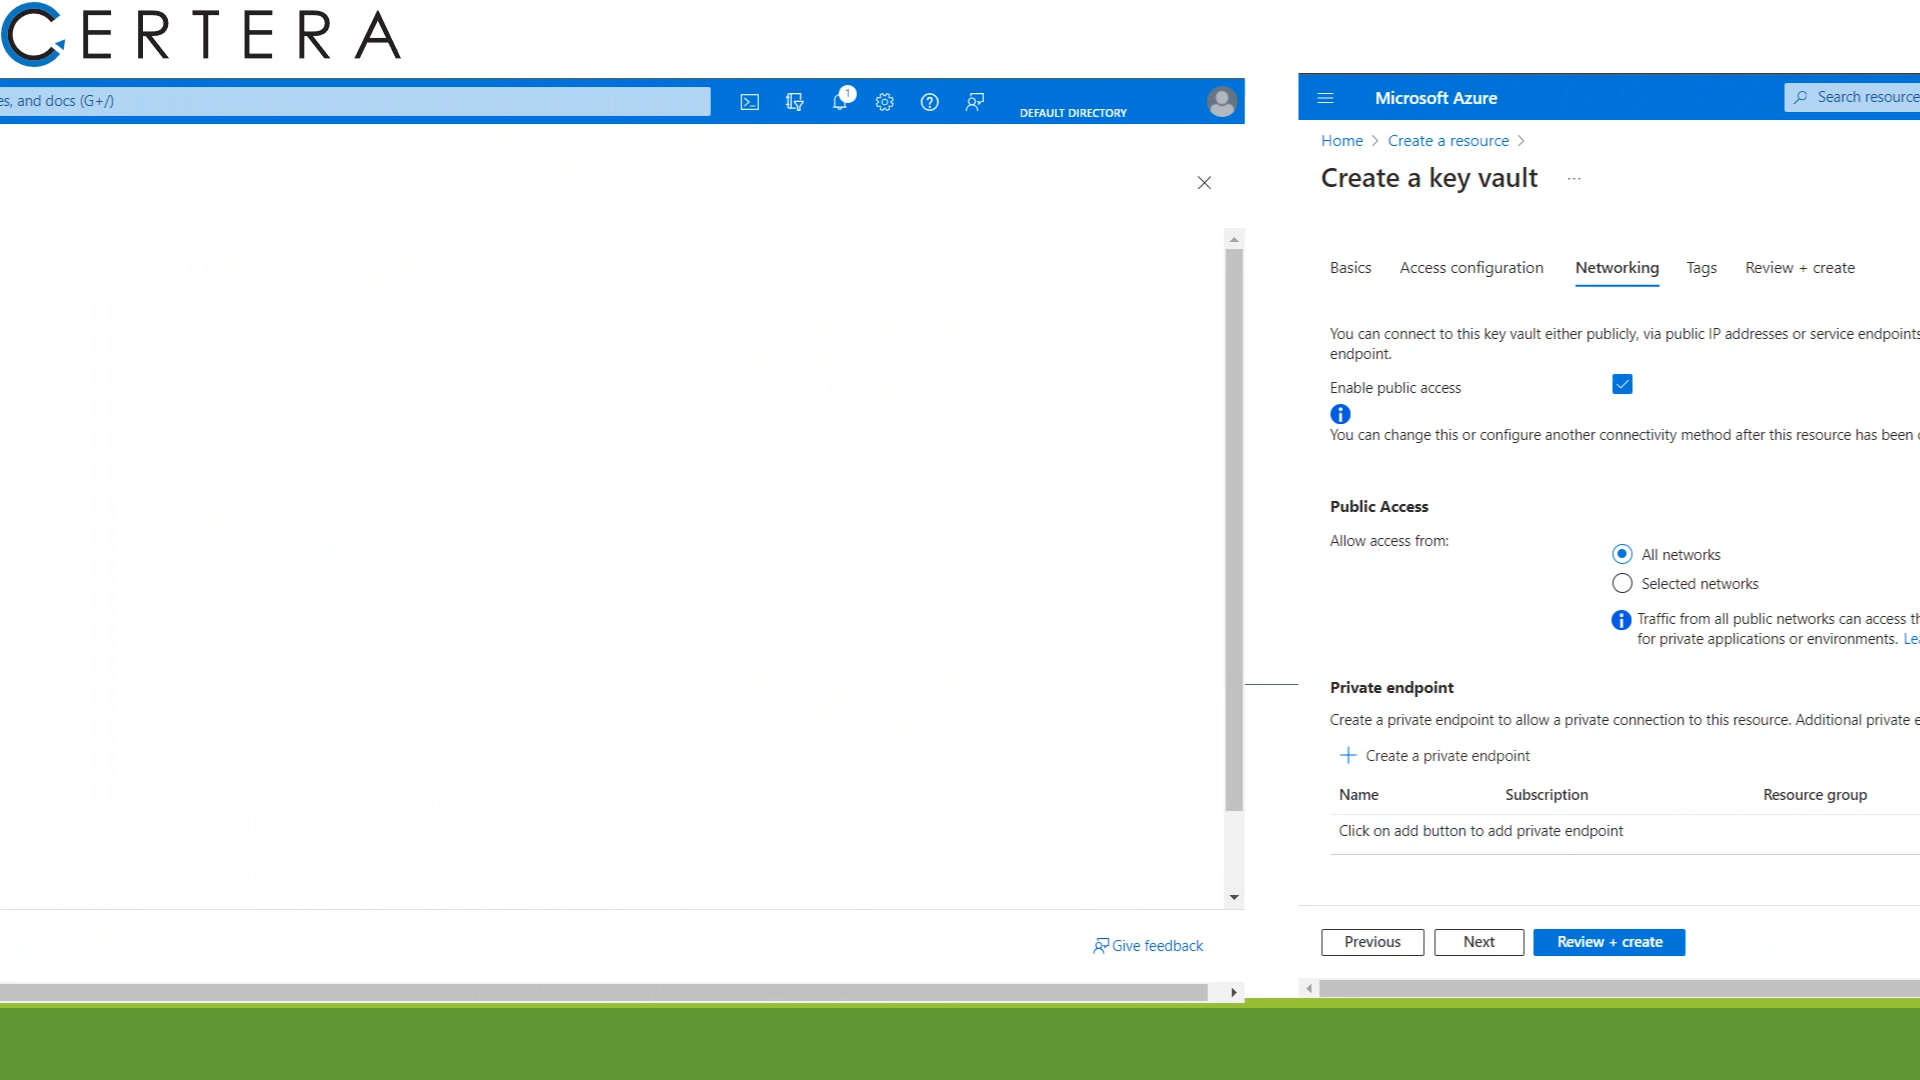 CERTERA
es, and docs (G+/)
1
DEFAULT DIRECTORY
Give feedback
Microsoft Azure
Search resource
Home > Create a resource >
Create a key vault ...
Basics Access configuration Networking Tags Review + create
You can connect to this key vault either publicly, via public IP addresses or service endpoints
endpoint.
Enable public access
You can change this or configure another connectivity method after this resource has been
Public Access
Allow access from:
All networks
Selected networks
Traffic from all public networks can access
for private applications or environments.
Private endpoint
Create a private endpoint to allow a private connection to this resource. Additional private
+ Create a private endpoint
Name Subscription Resource group
Click on add button to add private endpoint
Previous Next Review + create